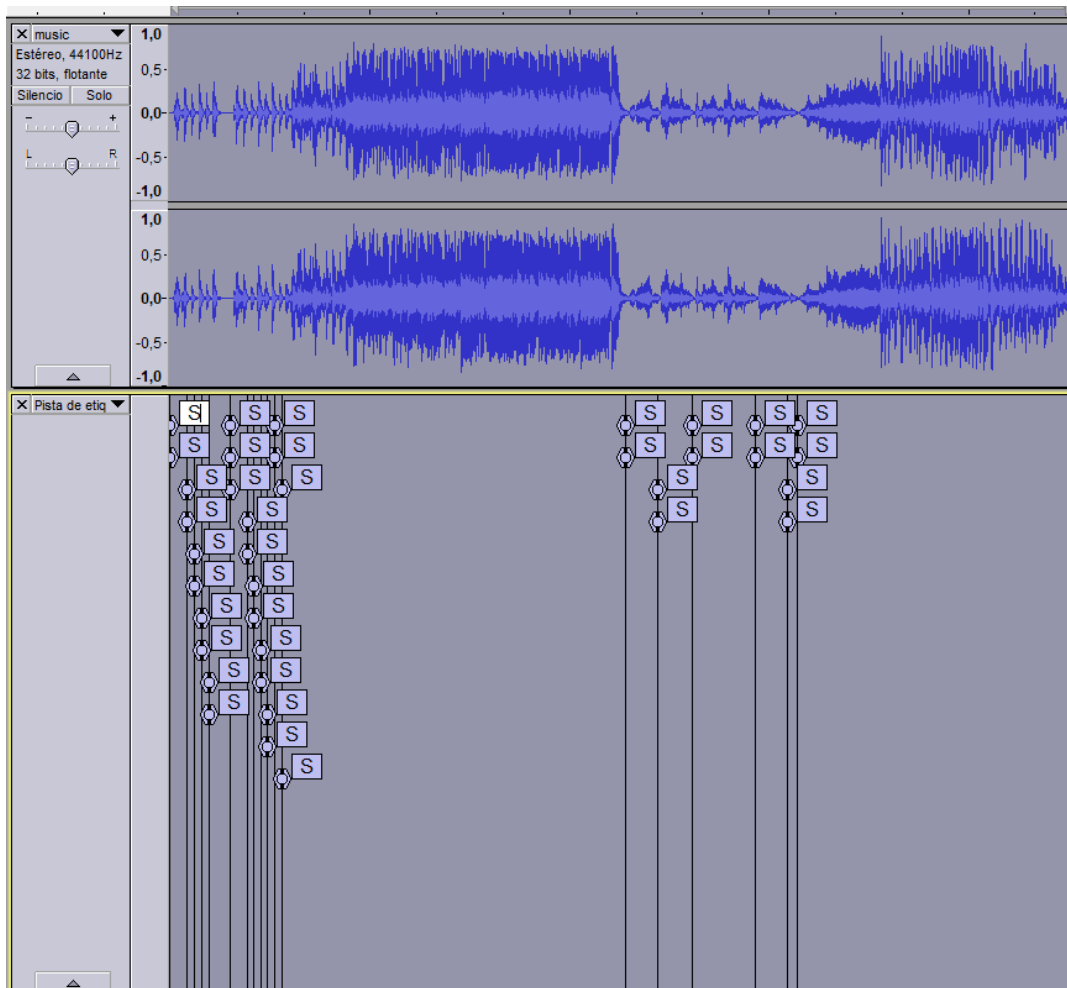 music
Estéreo, 44100Hz
32 bits, flotante
Silencio Solo
- +
L R
1,0
0,5
0,0
-0,5
-1,0
1,0
0,5
0,0
-0,5
-1,0
Pista de etiq
S S S S S S S
S S S S S S S
S S S S S
S S S S
S S
S S
S S
S S
S S
S S
S
S